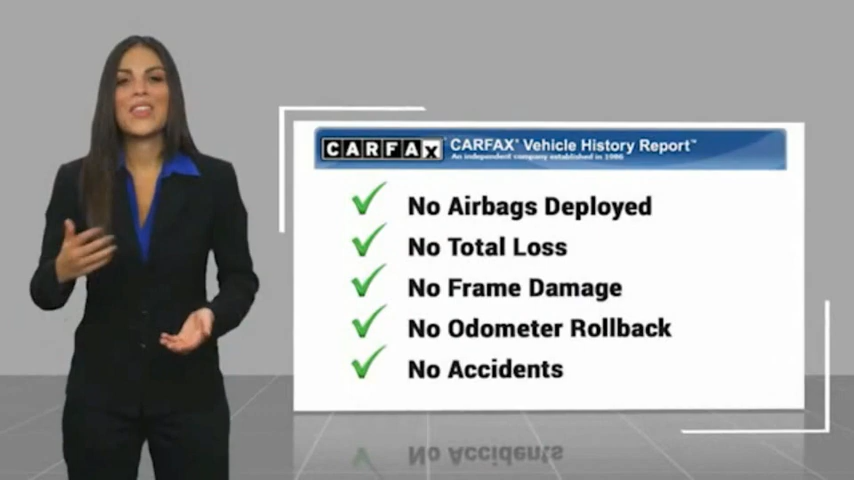 CARFAX CARFAX® Vehicle History Report™
An independent company established in 1986
No Airbags Deployed
No Total Loss
No Frame Damage
No Odometer Rollback
No Accidents
No Accidents